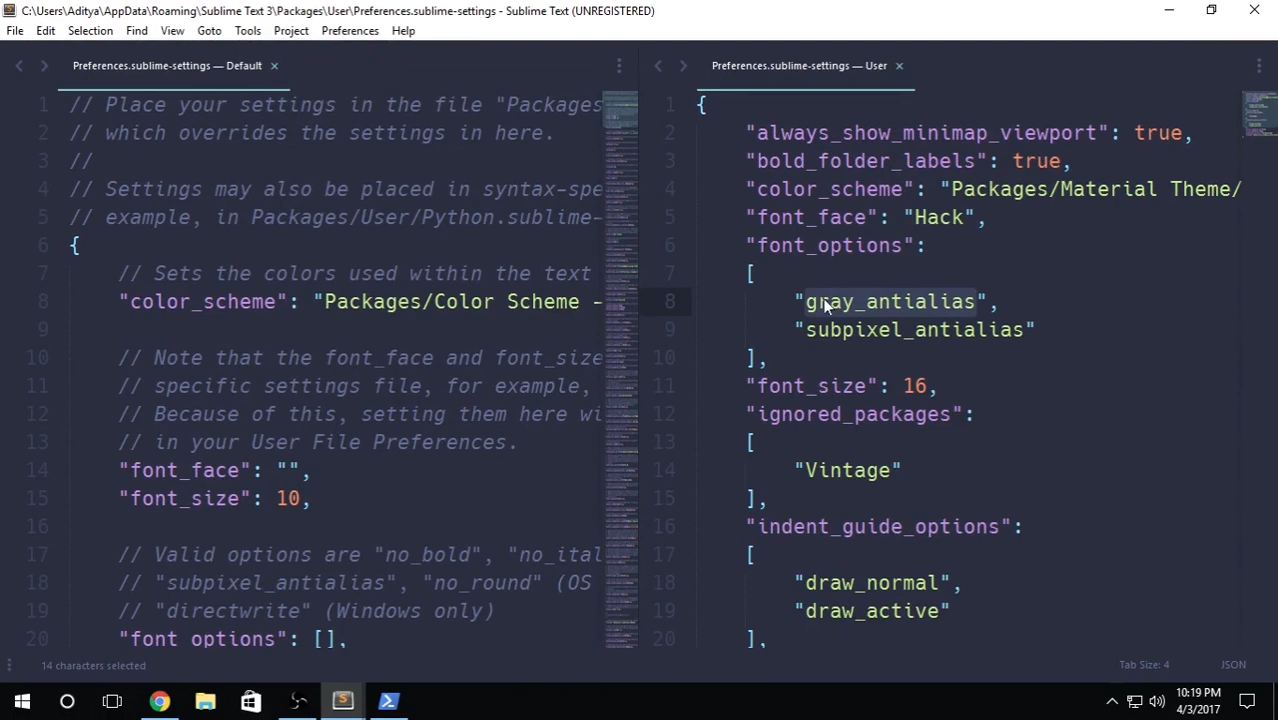 C:\Users\Aditya\AppData\Roaming\Sublime Text 3\Packages\User\Preferences.sublime-settings - Sublime Text (UNREGISTERED)
File Edit Selection Find View Goto Tools Project Preferences Help
Preferences.sublime-settings — Default
1 // Place your settings in the file "Packages
2 // which overrides the settings in here.
3 //
4 // Settings may also be placed in syntax-spe
5 // example, in Packages/User/Python.sublime-
6 {
7 // Sets the colors used within the text
8 "color_scheme": "Packages/Color Scheme -
9
10 // Note that the font_face and font_size
11 // specific settings file, for example,
12 // Because of this, setting them here wi
13 // in your User File Preferences.
14 "font_face": "",
15 "font_size": 10,
16
17 // Valid options are "no_bold", "no_ital
18 // "subpixel_antialias", "no_round" (OS
19 // "directwrite" (Windows only)
20 "font_options": [],
Preferences.sublime-settings — User
1 {
2 "always_show_minimap_viewport": true,
3 "bold_folder_labels": true,
4 "color_scheme": "Packages/Material Theme/
5 "font_face": "Hack",
6 "font_options":
7 [
8 "gray_antialias",
9 "subpixel_antialias"
10 ],
11 "font_size": 16,
12 "ignored_packages":
13 [
14 "Vintage"
15 ],
16 "indent_guide_options":
17 [
18 "draw_normal",
19 "draw_active"
20 ],
14 characters selected
Tab Size: 4
JSON
10:19 PM
4/3/2017